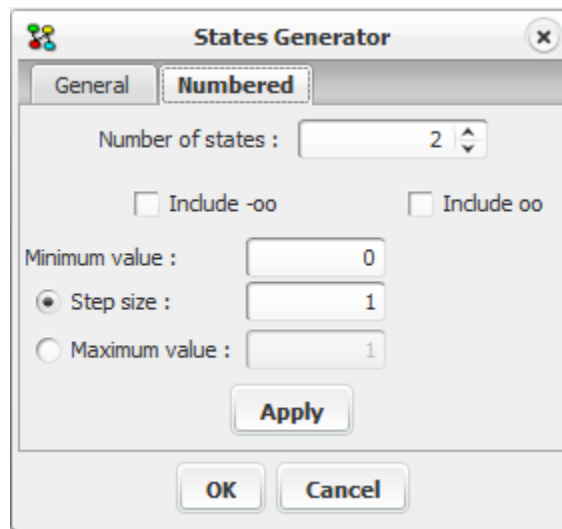 States Generator
General Numbered
Number of states : 2
Include -oo Include oo
Minimum value : 0
Step size : 1
Maximum value : 1
Apply
OK Cancel